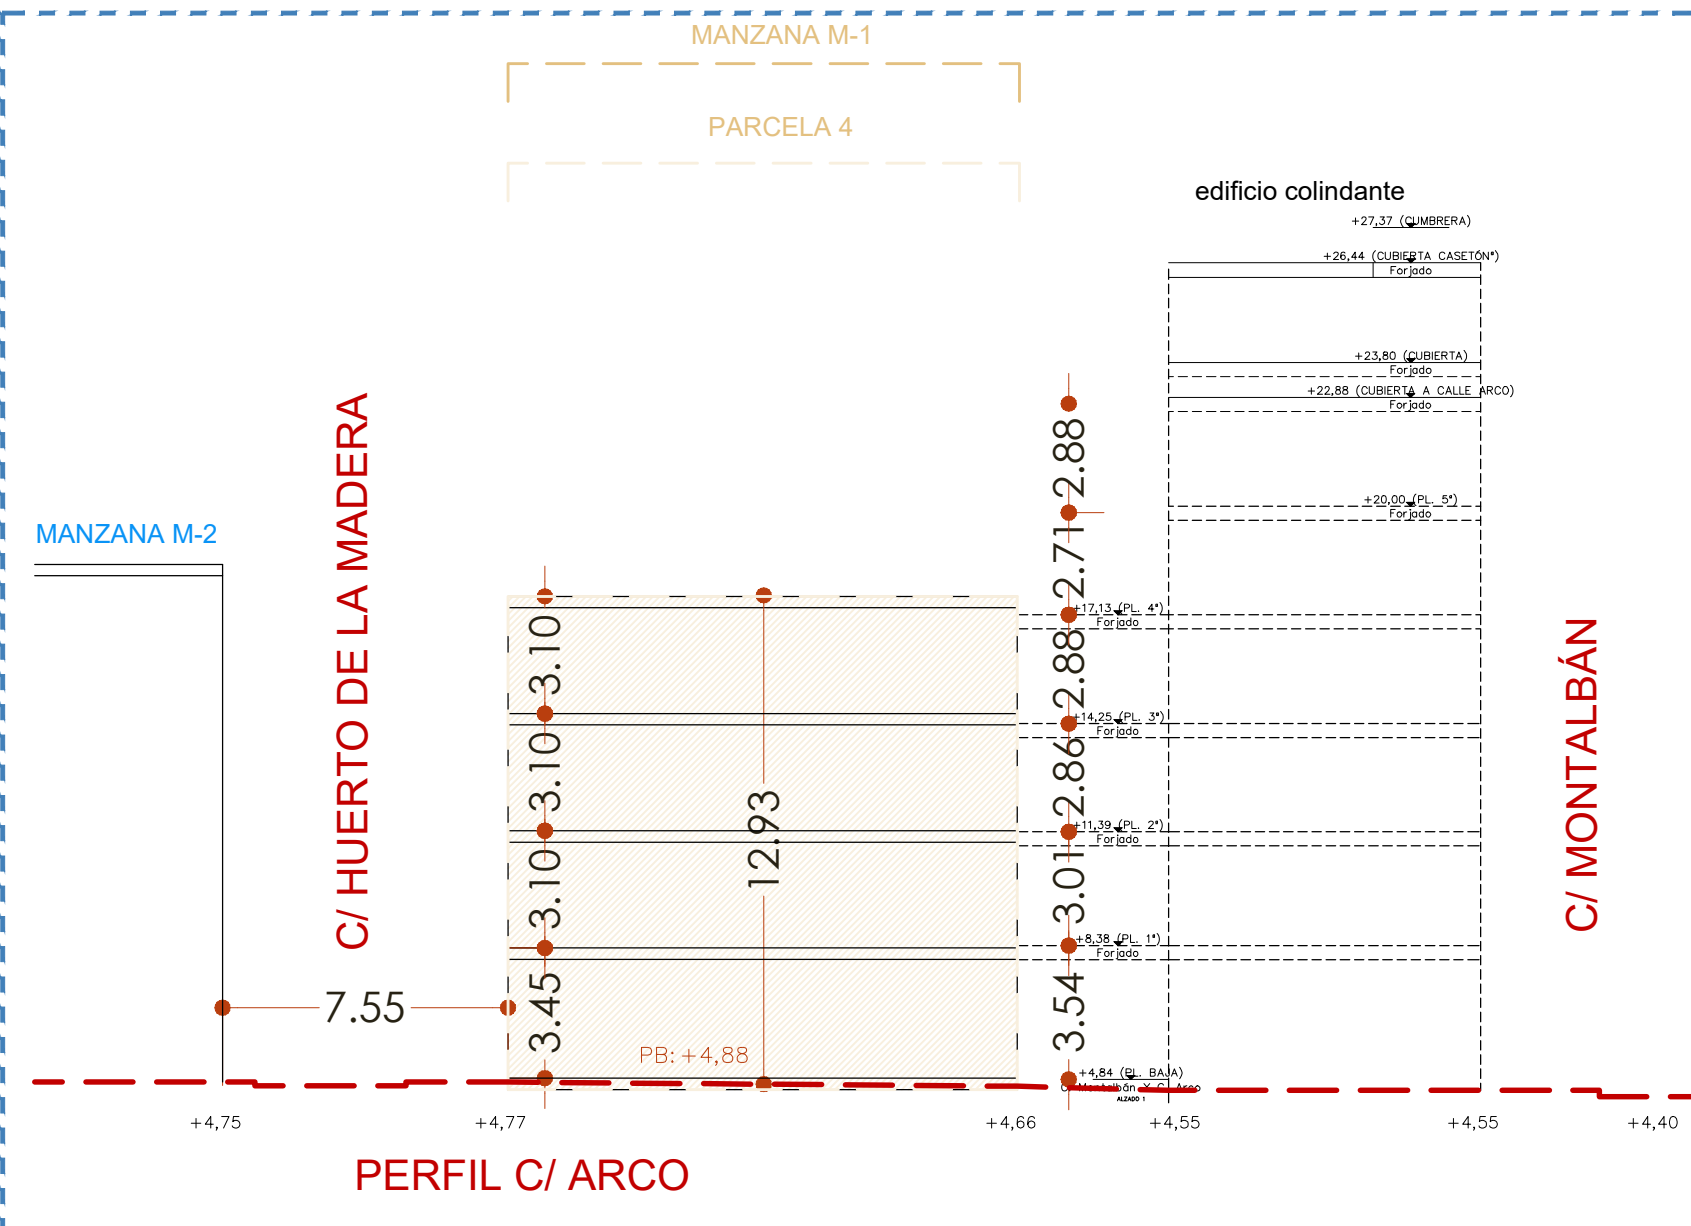 MANZANA M-1
PARCELA 4
edificio colindante
+27,37 (CUMBRERA)
+26,44 (CUBIERTA CASETÓNª)
Forjado
+23,80 (CUBIERTA)
Forjado
+22,88 (CUBIERTA A CALLE ARCO)
Forjado
+20,00 (PL. 5ª)
Forjado
MANZANA M-2
C/ HUERTO DE LA MADERA
7.55
3.10
3.10
3.10
3.45
12.93
PB: +4,88
2.88
2.71
2.88
2.86
3.01
3.54
+17,13 (PL. 4ª)
Forjado
+14,25 (PL. 3ª)
Forjado
+11,39 (PL. 2ª)
Forjado
+8,38 (PL. 1ª)
Forjado
+4,84 (PL. BAJA)
Montalbán X C. Arco
ALZADO 1
C/ MONTALBÁN
+4,75
+4,77
+4,66
+4,55
+4,55
+4,40
PERFIL C/ ARCO